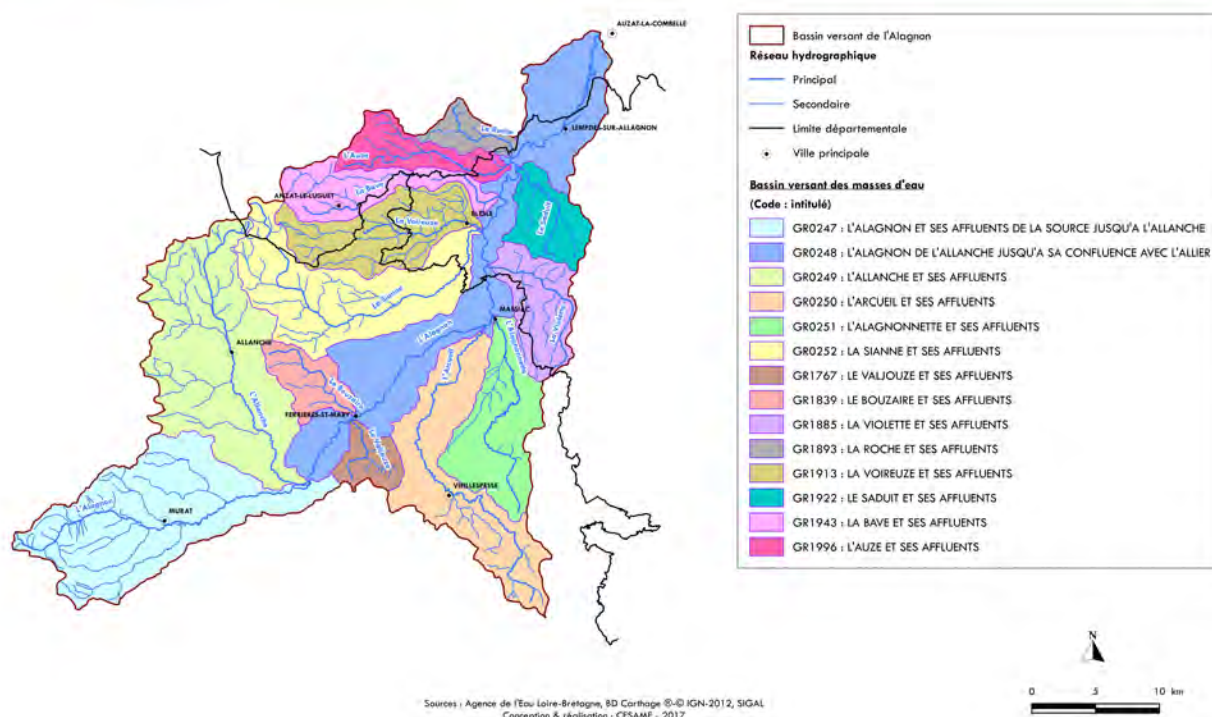 AUZAT-LA-COMBELLE
LEMPDES-SUR-ALLAGNON
La Roche
L'Auze
La Bave
ANZAT-LE-LUGUET
La Voireuze
BLESLE
Le Saduit
La Sianne
MASSIAC
La Violette
L'Alagnon
L'Alagnonnette
L'Arcueil
ALLANCHE
L'Allanche
Le Bouzaire
FERRIERES-ST-MARY
Le Valjouze
VIEILLESPESSE
L'Alagnon
MURAT
Bassin versant de l'Alagnon
Réseau hydrographique
Principal
Secondaire
Limite départementale
Ville principale
Bassin versant des masses d'eau
(Code : intitulé)
GR0247 : L'ALAGNON ET SES AFFLUENTS DE LA SOURCE JUSQU'A L'ALLANCHE
GR0248 : L'ALAGNON DE L'ALLANCHE JUSQU'A SA CONFLUENCE AVEC L'ALLIER
GR0249 : L'ALLANCHE ET SES AFFLUENTS
GR0250 : L'ARCUEIL ET SES AFFLUENTS
GR0251 : L'ALAGNONNETTE ET SES AFFLUENTS
GR0252 : LA SIANNE ET SES AFFLUENTS
GR1767 : LE VALJOUZE ET SES AFFLUENTS
GR1839 : LE BOUZAIRE ET SES AFFLUENTS
GR1885 : LA VIOLETTE ET SES AFFLUENTS
GR1893 : LA ROCHE ET SES AFFLUENTS
GR1913 : LA VOIREUZE ET SES AFFLUENTS
GR1922 : LE SADUIT ET SES AFFLUENTS
GR1943 : LA BAVE ET SES AFFLUENTS
GR1996 : L'AUZE ET SES AFFLUENTS
N
0 5 10 km
Sources : Agence de l'Eau Loire-Bretagne, BD Carthage ®-© IGN-2012, SIGAL
Conception & réalisation : CESAME - 2017